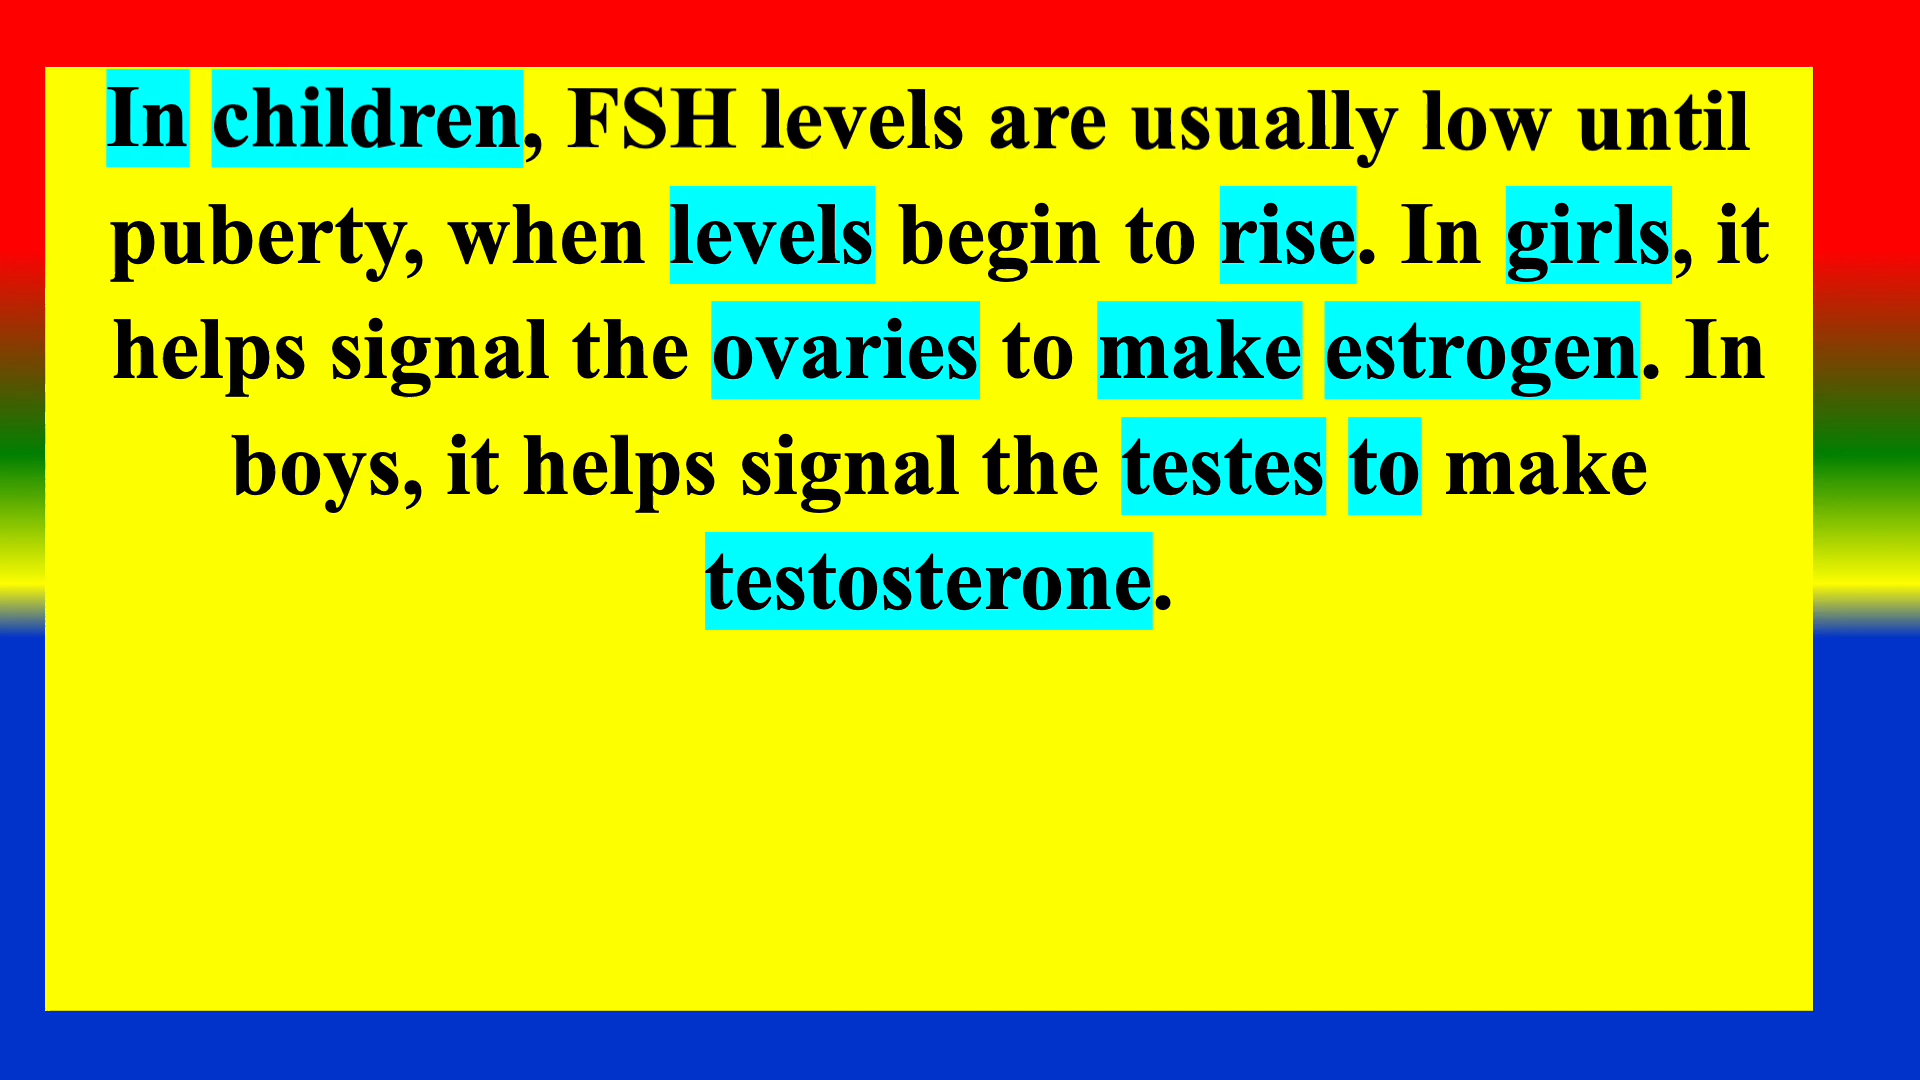 In children, FSH levels are usually low until
puberty, when levels begin to rise. In girls, it
helps signal the ovaries to make estrogen. In
boys, it helps signal the testes to make
testosterone.